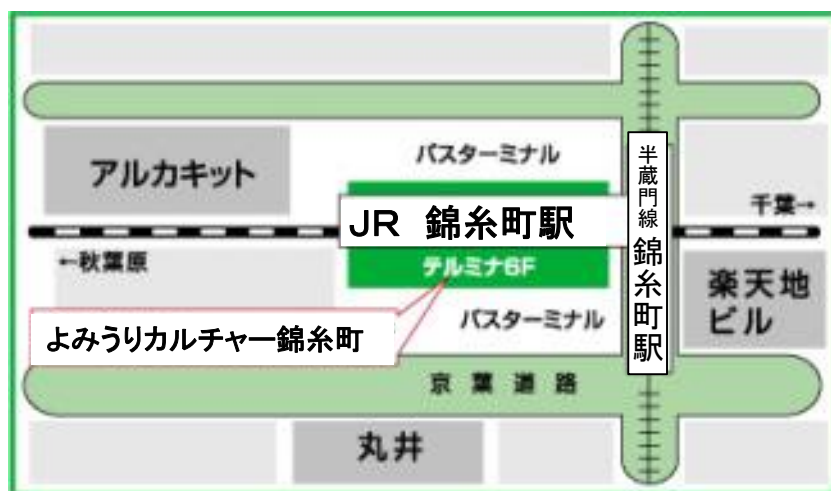 アルカキット
バスターミナル
JR 錦糸町駅
半蔵門線 錦糸町駅
千葉→
←秋葉原
テルミナ6F
楽天地
ビル
バスターミナル
よみうりカルチャー錦糸町
京葉道路
丸井